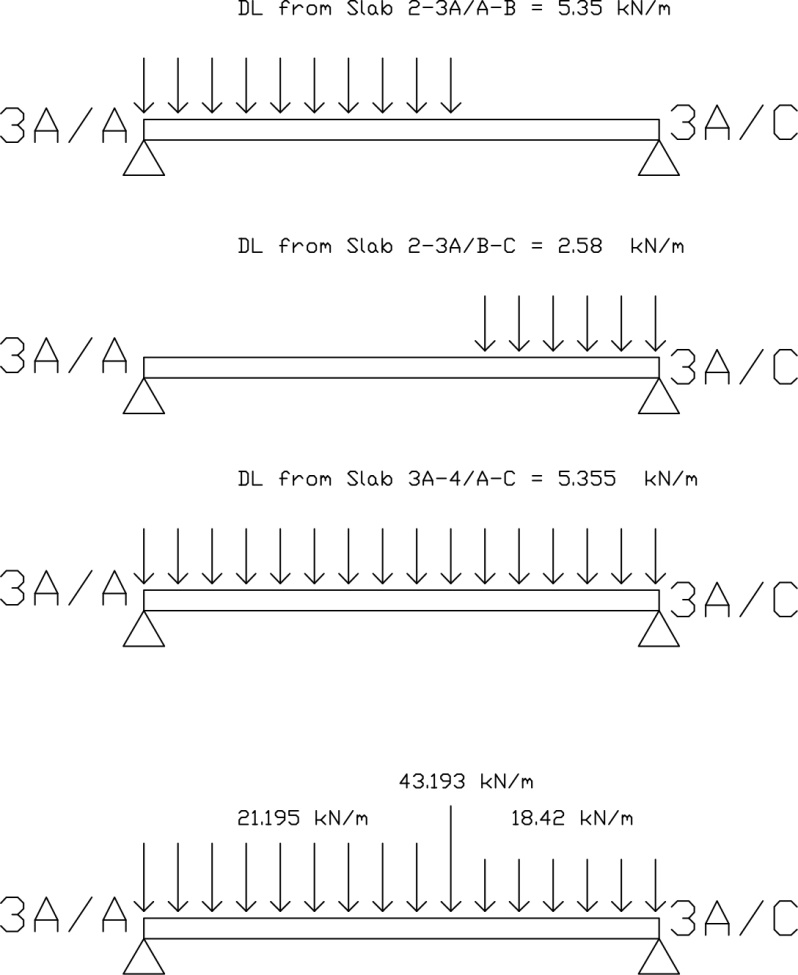 DL from Slab 2-3A/A-B = 5.35 kN/m
3A/A 3A/C
DL from Slab 2-3A/B-C = 2.58 kN/m
3A/A 3A/C
DL from Slab 3A-4/A-C = 5.355 kN/m
3A/A 3A/C
43.193 kN/m
21.195 kN/m 18.42 kN/m
3A/A 3A/C